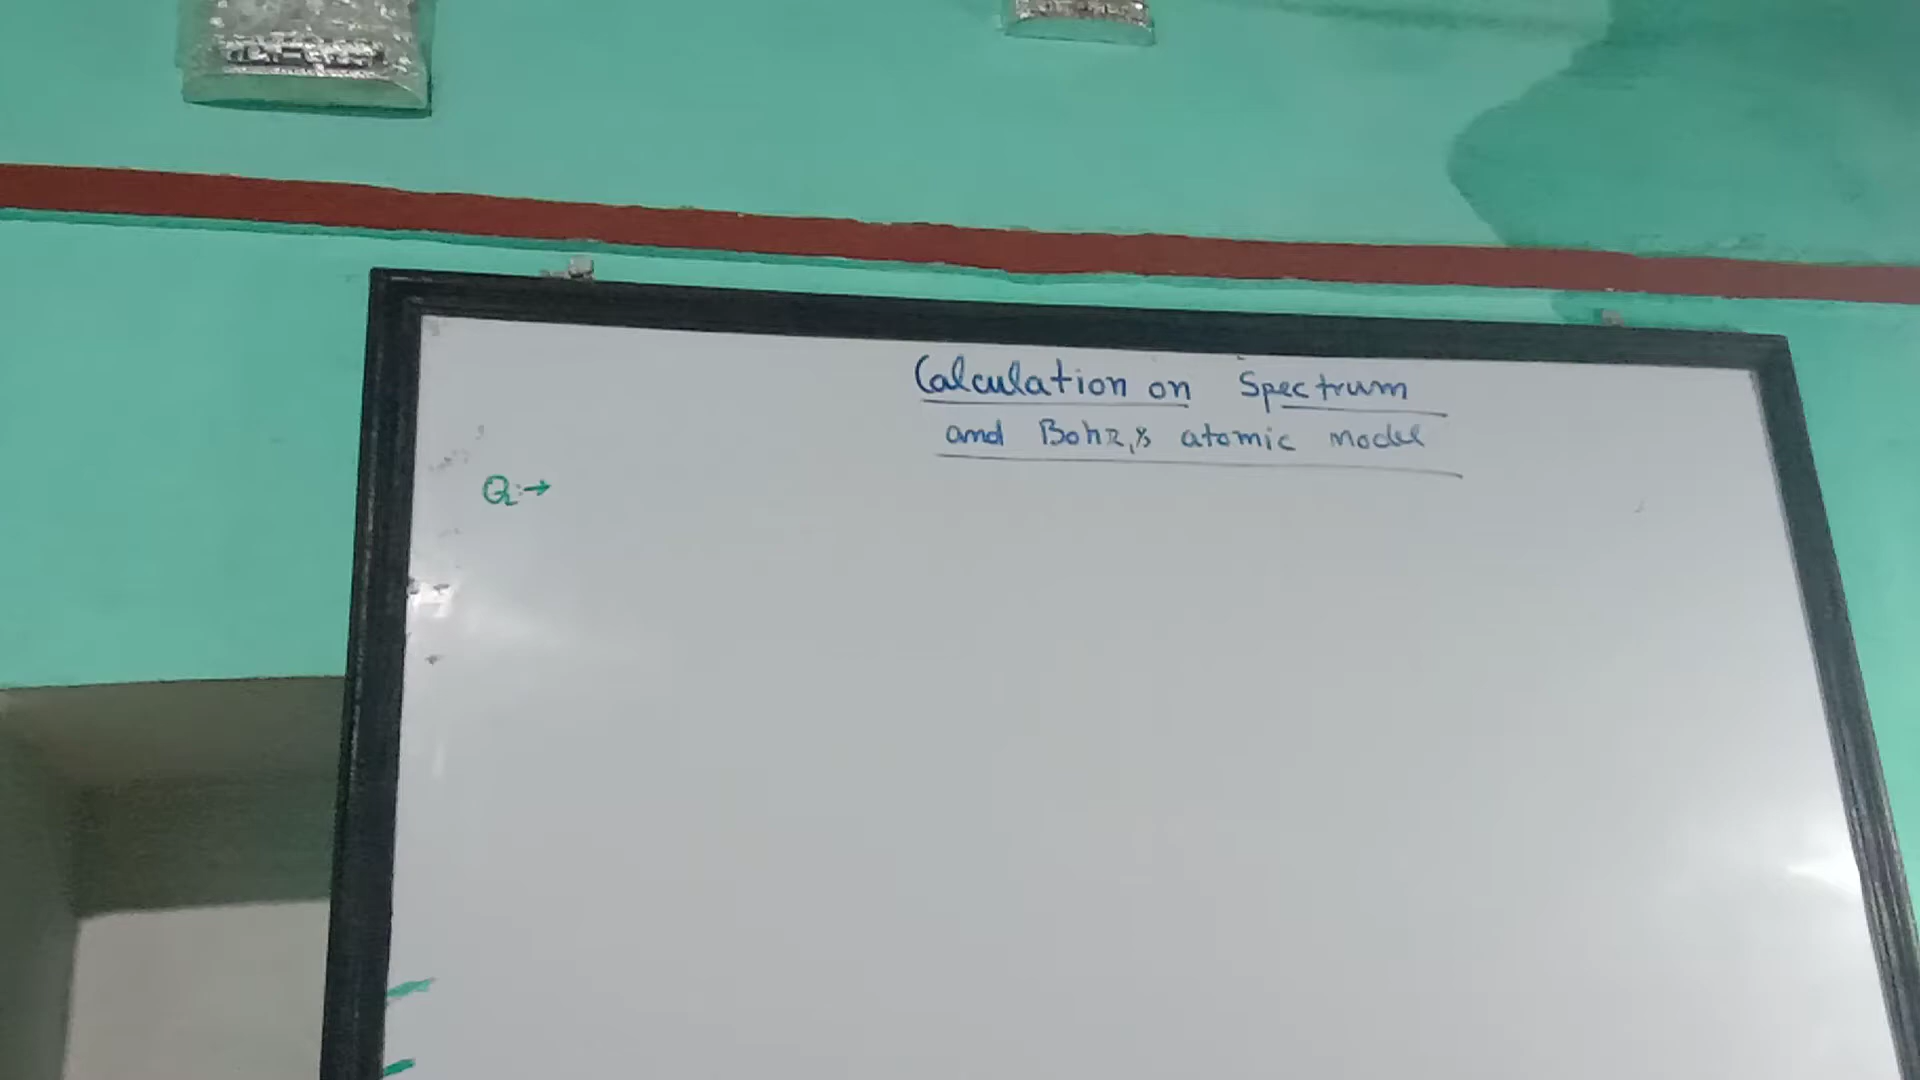 Calculation on Spectrum
and Bohr,s atomic model
Q:→